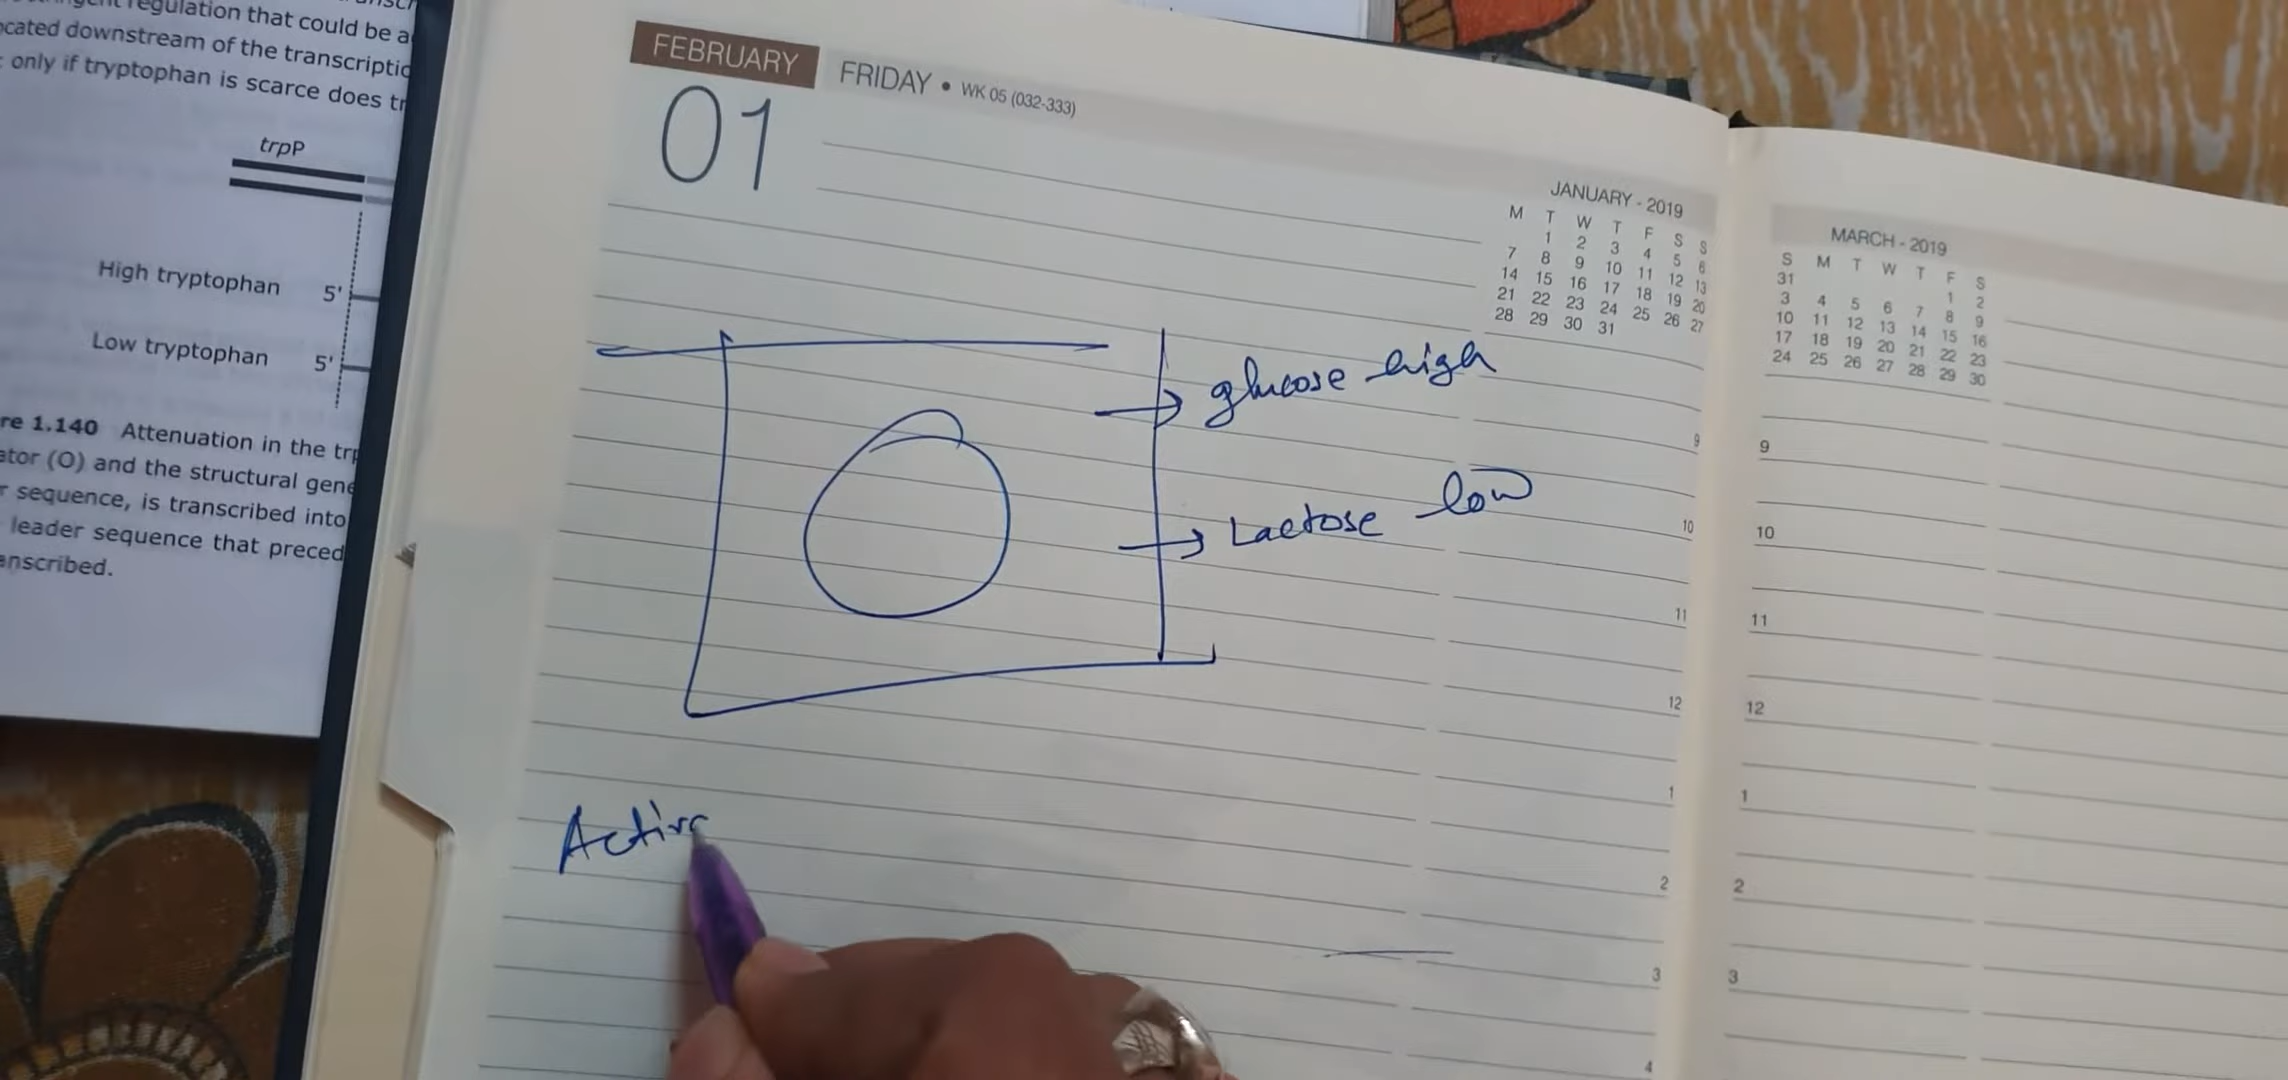 regulation that could be a
cated downstream of the transcriptio
only if tryptophan is scarce does tr
trpP
High tryptophan 5'
Low tryptophan 5'
re 1.140 Attenuation in the trp
ator (O) and the structural gene
r sequence, is transcribed into
leader sequence that preced
anscribed.
FEBRUARY FRIDAY • WK 05 (032-333)
01
JANUARY - 2019
M T W T F S S
1 2 3 4 5 6
7 8 9 10 11 12 13
14 15 16 17 18 19 20
21 22 23 24 25 26 27
28 29 30 31
glucose high
Lactose low
Activa
9
10
11
12
1
2
3
4
MARCH - 2019
S M T W T F S
31 1 2
3 4 5 6 7 8 9
10 11 12 13 14 15 16
17 18 19 20 21 22 23
24 25 26 27 28 29 30
9
10
11
12
1
2
3